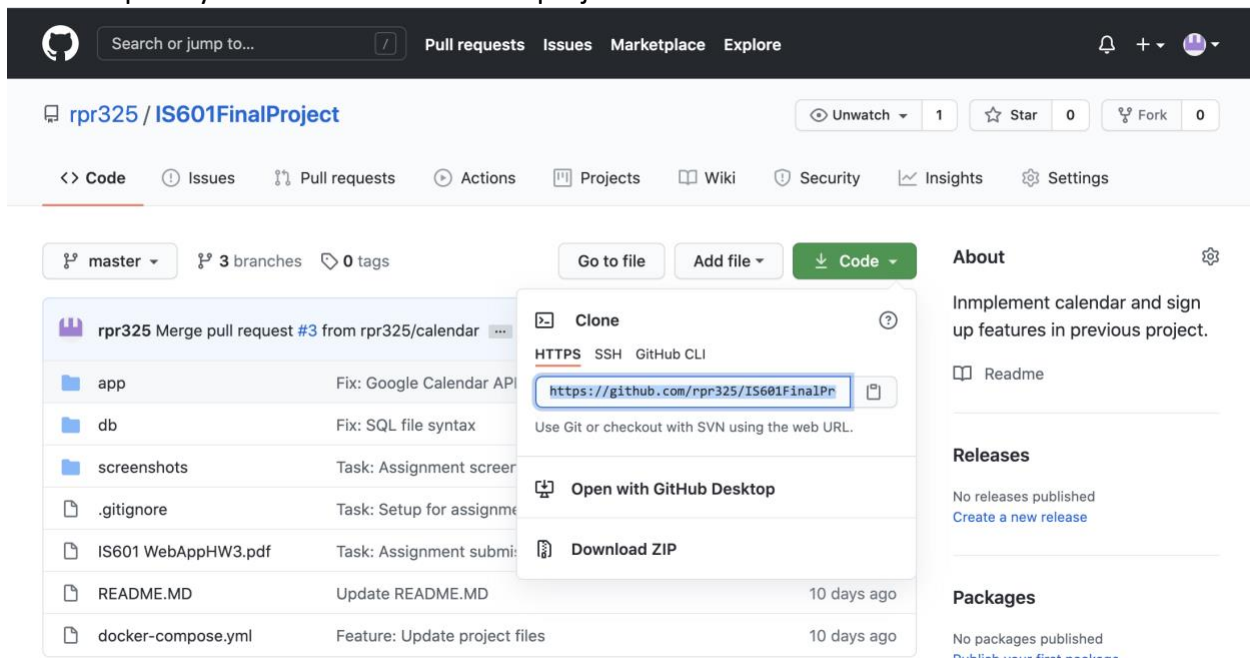 Search or jump to... / Pull requests Issues Marketplace Explore
rpr325 / IS601FinalProject
Unwatch 1 Star 0 Fork 0
Code Issues Pull requests Actions Projects Wiki Security Insights Settings
master 3 branches 0 tags
Go to file Add file Code
rpr325 Merge pull request #3 from rpr325/calendar ...
app Fix: Google Calendar API
db Fix: SQL file syntax
screenshots Task: Assignment
.gitignore Task: Setup for
IS601 WebAppHW3.pdf Task: Assignment
README.MD Update README.MD 10 days ago
docker-compose.yml Feature: Update project files 10 days ago
Clone
HTTPS SSH GitHub CLI
https://github.com/rpr325/IS601FinalPr
Use Git or checkout with SVN using the web URL.
Open with GitHub Desktop
Download ZIP
About
Inmplement calendar and sign
up features in previous project.
Readme
Releases
No releases published
Create a new release
Packages
No packages published
Publish your first package